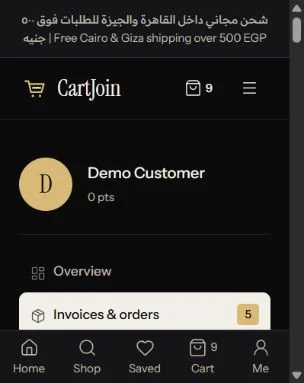 شحن مجاني داخل القاهرة والجيزة للطلبات فوق ٥٠٠
جنيه | Free Cairo & Giza shipping over 500 EGP
CartJoin
9
D
Demo Customer
0 pts
Overview
Invoices & orders
5
9
Home
Shop
Saved
Cart
Me